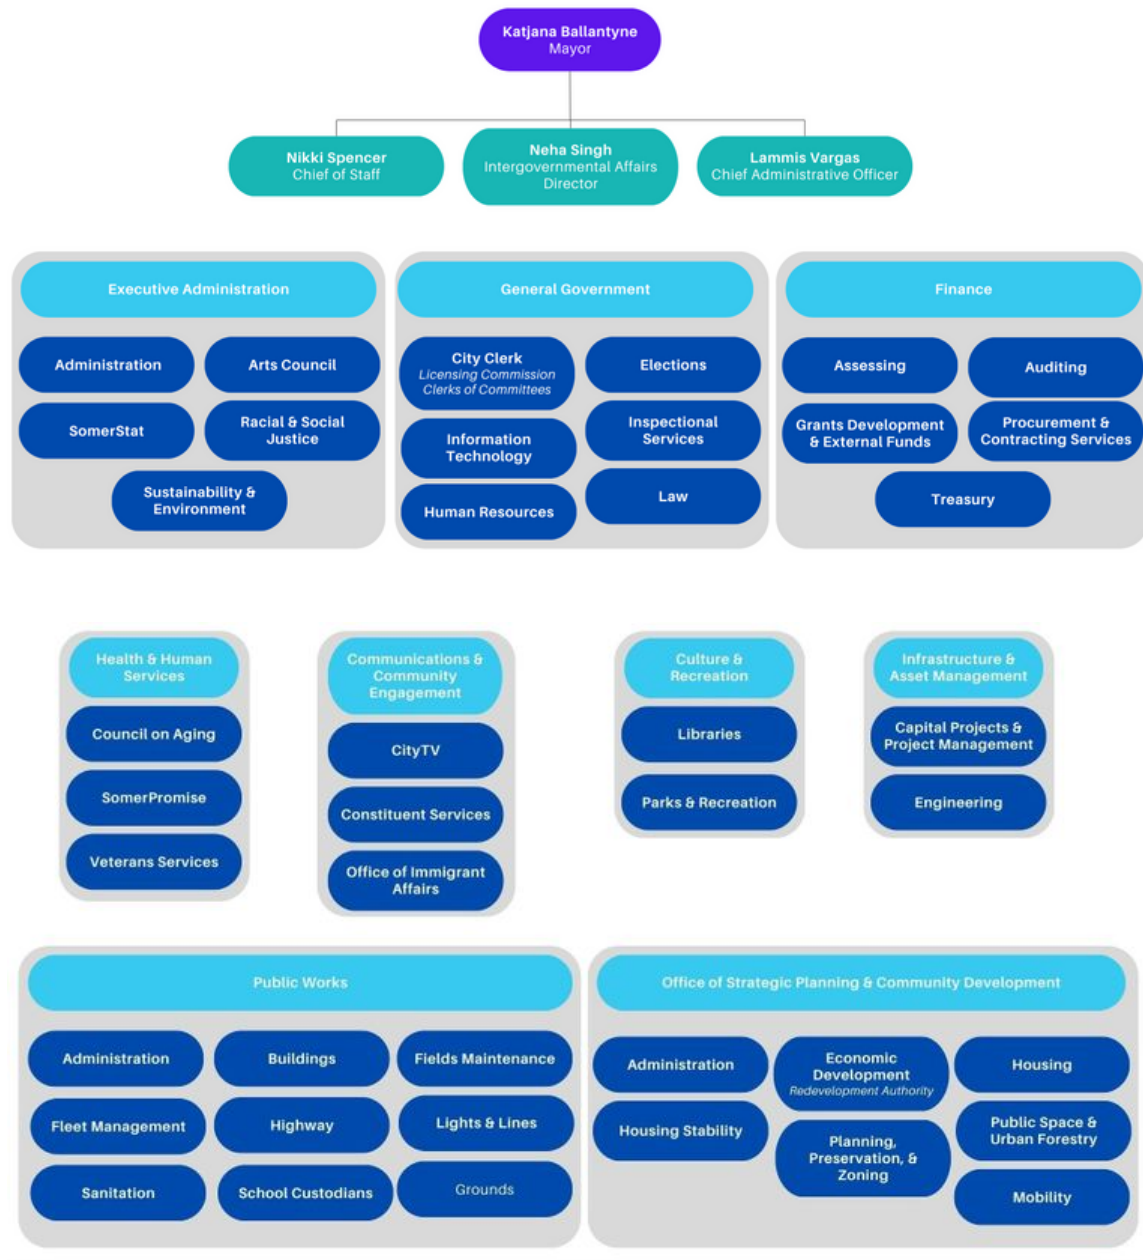 Katjana Ballantyne
Mayor
Nikki Spencer
Chief of Staff
Neha Singh
Intergovernmental Affairs
Director
Lammis Vargas
Chief Administrative Officer
Executive Administration
Administration
Arts Council
SomerStat
Racial & Social
Justice
Sustainability &
Environment
General Government
City Clerk
Licensing Commission
Clerks of Committees
Elections
Information
Technology
Inspectional
Services
Human Resources
Law
Finance
Assessing
Auditing
Grants Development
& External Funds
Procurement &
Contracting Services
Treasury
Health & Human
Services
Council on Aging
SomerPromise
Veterans Services
Communications &
Community
Engagement
CityTV
Constituent Services
Office of Immigrant
Affairs
Culture &
Recreation
Libraries
Parks & Recreation
Infrastructure &
Asset Management
Capital Projects &
Project Management
Engineering
Public Works
Administration
Buildings
Fields Maintenance
Fleet Management
Highway
Lights & Lines
Sanitation
School Custodians
Grounds
Office of Strategic Planning & Community Development
Administration
Economic
Development
Redevelopment Authority
Housing
Housing Stability
Planning,
Preservation, &
Zoning
Public Space &
Urban Forestry
Mobility